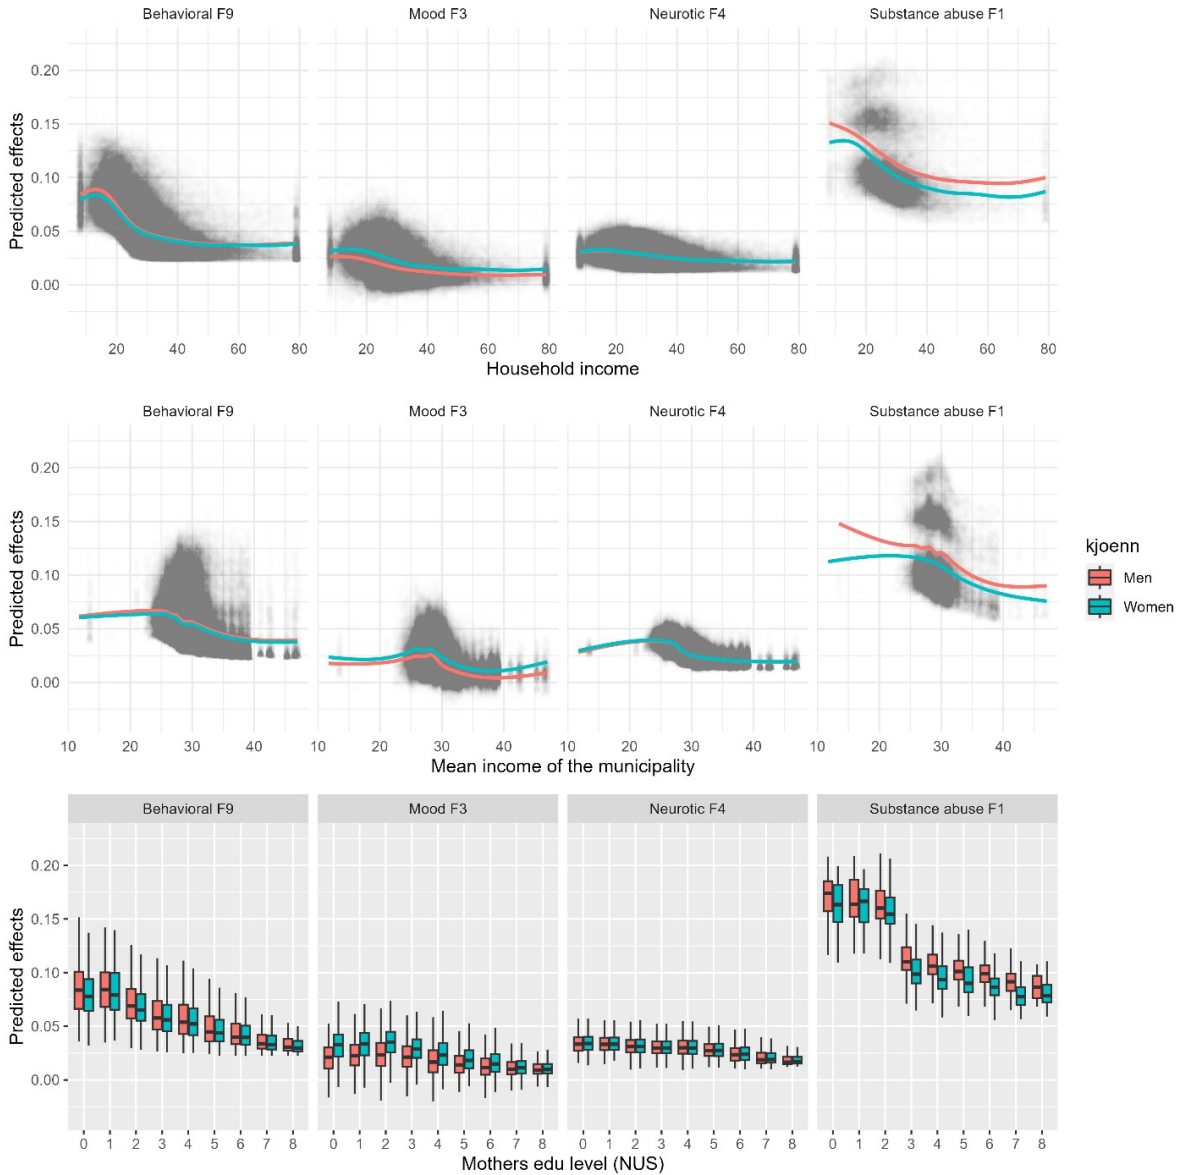 Behavioral F9 Mood F3 Neurotic F4 Substance abuse F1
0.20
0.15
0.10
0.05
0.00
Predicted effects
20 40 60 80 20 40 60 80 20 40 60 80 20 40 60 80
Household income
Behavioral F9 Mood F3 Neurotic F4 Substance abuse F1
0.20
0.15
0.10
0.05
0.00
Predicted effects
10 20 30 40 10 20 30 40 10 20 30 40 10 20 30 40
Mean income of the municipality
kjoenn
Men
Women
Behavioral F9 Mood F3 Neurotic F4 Substance abuse F1
0.20
0.15
0.10
0.05
0.00
Predicted effects
0 1 2 3 4 5 6 7 8 0 1 2 3 4 5 6 7 8 0 1 2 3 4 5 6 7 8 0 1 2 3 4 5 6 7 8
Mothers edu level (NUS)